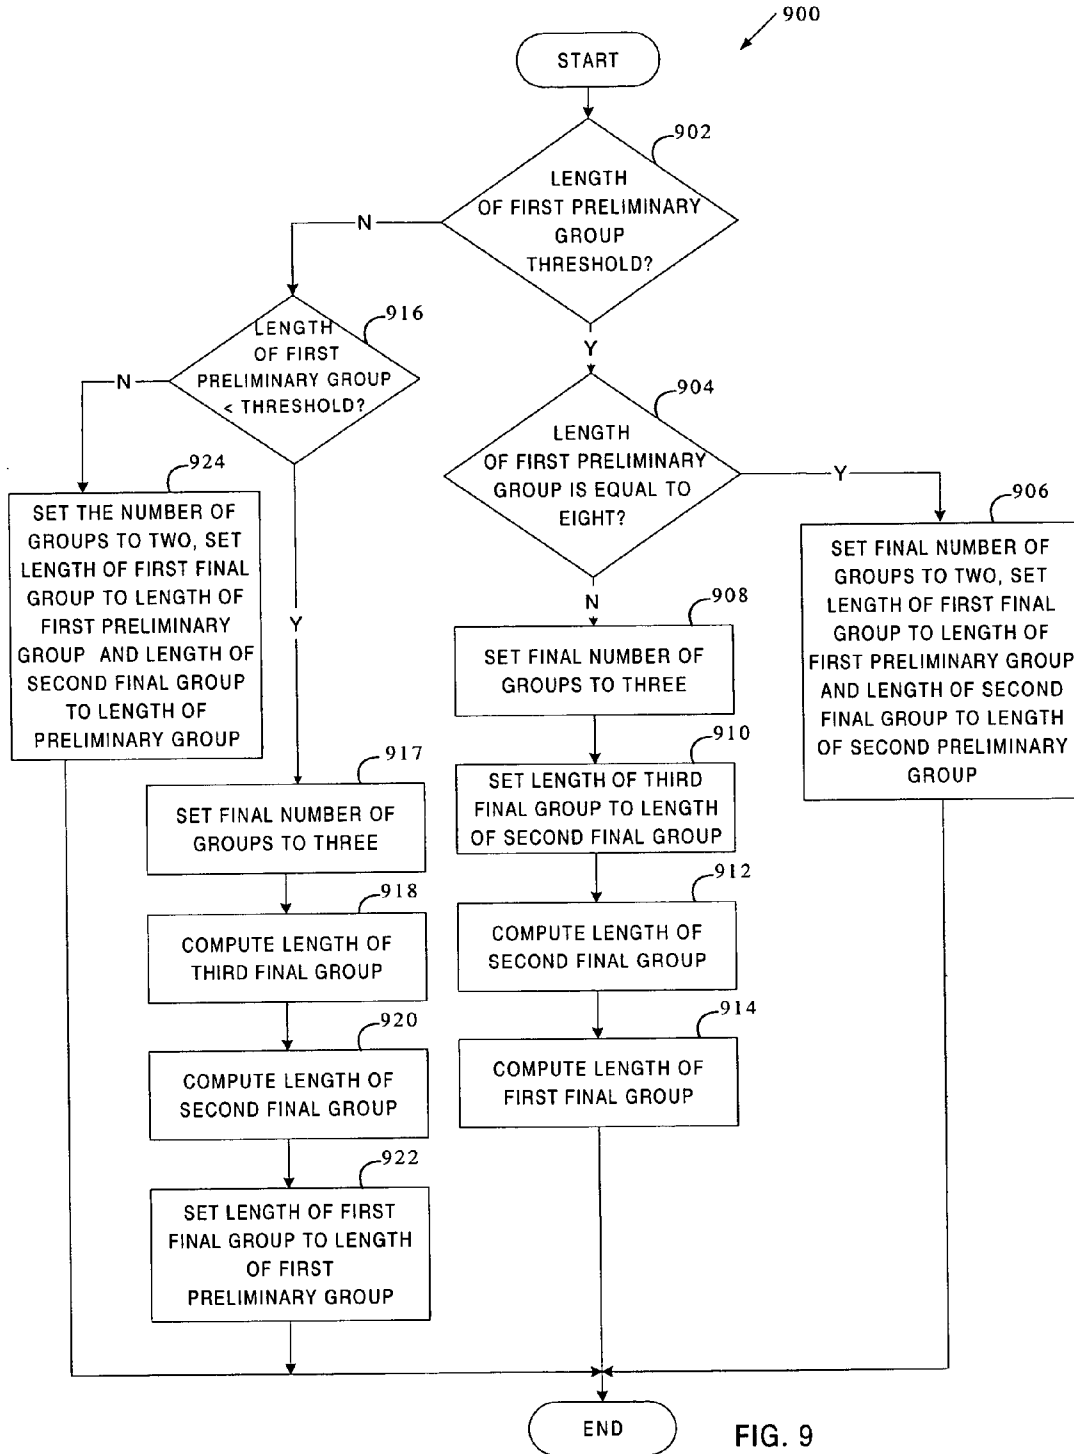 900
START
902
LENGTH
OF FIRST PRELIMINARY
GROUP
THRESHOLD?
N
Y
916
LENGTH
OF FIRST
PRELIMINARY GROUP
< THRESHOLD?
N
Y
904
LENGTH
OF FIRST PRELIMINARY
GROUP IS EQUAL TO
EIGHT?
Y
N
924
SET THE NUMBER OF
GROUPS TO TWO, SET
LENGTH OF FIRST FINAL
GROUP TO LENGTH OF
FIRST PRELIMINARY
GROUP AND LENGTH OF
SECOND FINAL GROUP
TO LENGTH OF
PRELIMINARY GROUP
906
SET FINAL NUMBER OF
GROUPS TO TWO, SET
LENGTH OF FIRST FINAL
GROUP TO LENGTH OF
FIRST PRELIMINARY GROUP
AND LENGTH OF SECOND
FINAL GROUP TO LENGTH
OF SECOND PRELIMINARY
GROUP
908
SET FINAL NUMBER OF
GROUPS TO THREE
910
SET LENGTH OF THIRD
FINAL GROUP TO LENGTH
OF SECOND FINAL GROUP
912
COMPUTE LENGTH OF
SECOND FINAL GROUP
914
COMPUTE LENGTH OF
FIRST FINAL GROUP
917
SET FINAL NUMBER OF
GROUPS TO THREE
918
COMPUTE LENGTH OF
THIRD FINAL GROUP
920
COMPUTE LENGTH OF
SECOND FINAL GROUP
922
SET LENGTH OF FIRST
FINAL GROUP TO LENGTH
OF FIRST
PRELIMINARY GROUP
END
FIG. 9